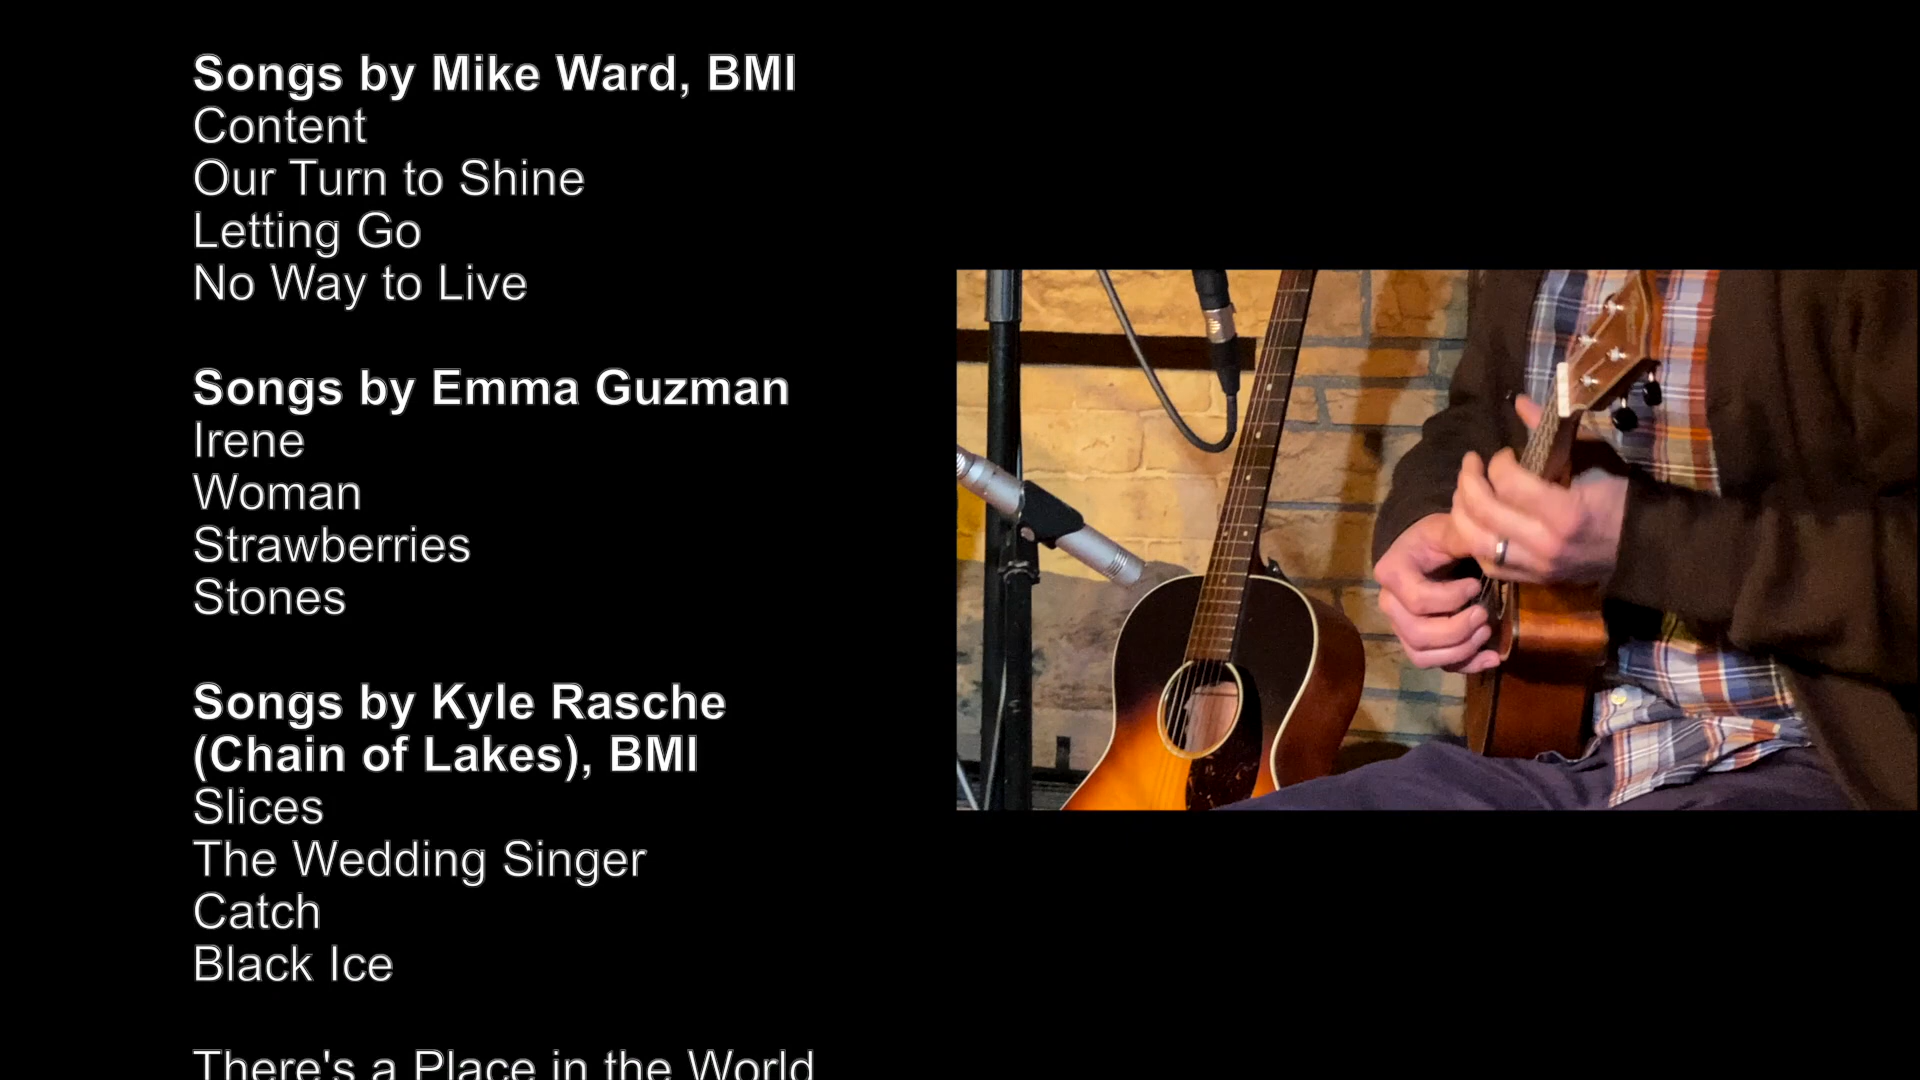 Songs by Mike Ward, BMI
Content
Our Turn to Shine
Letting Go
No Way to Live
Songs by Emma Guzman
Irene
Woman
Strawberries
Stones
Songs by Kyle Rasche
(Chain of Lakes), BMI
Slices
The Wedding Singer
Catch
Black Ice
There's a Place in the World